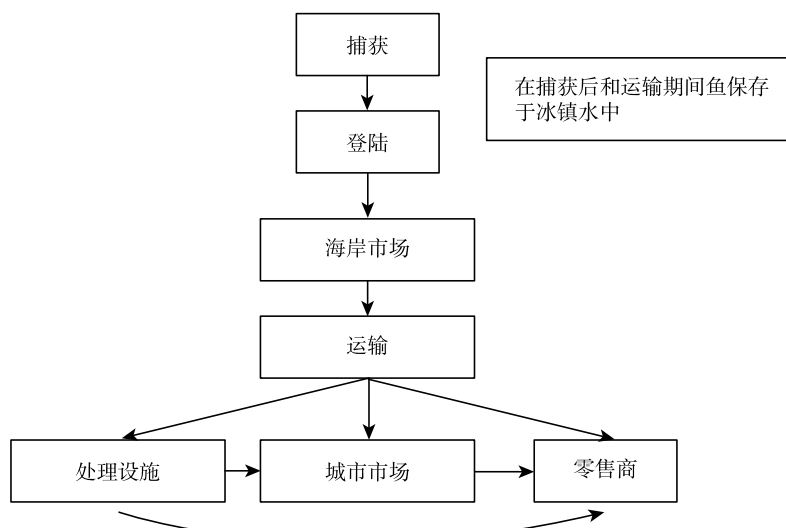 捕获
在捕获后和运输期间鱼保存
于冰镇水中
登陆
海岸市场
运输
处理设施
城市市场
零售商